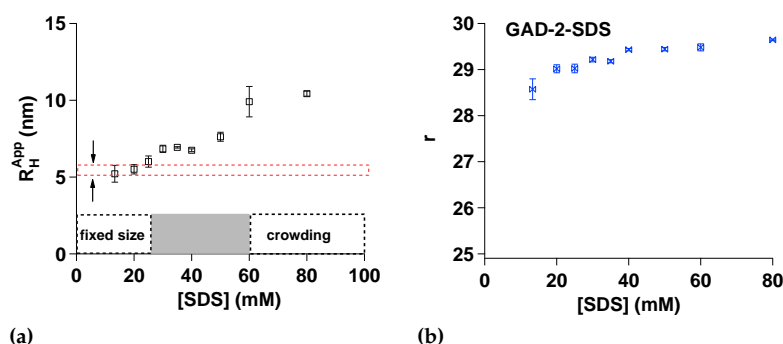 15
10
5
0
R_H^App (nm)
fixed size
crowding
0 20 40 60 80 100
[SDS] (mM)
(a)
30
29
28
27
26
25
r
GAD-2-SDS
0 20 40 60 80
[SDS] (mM)
(b)